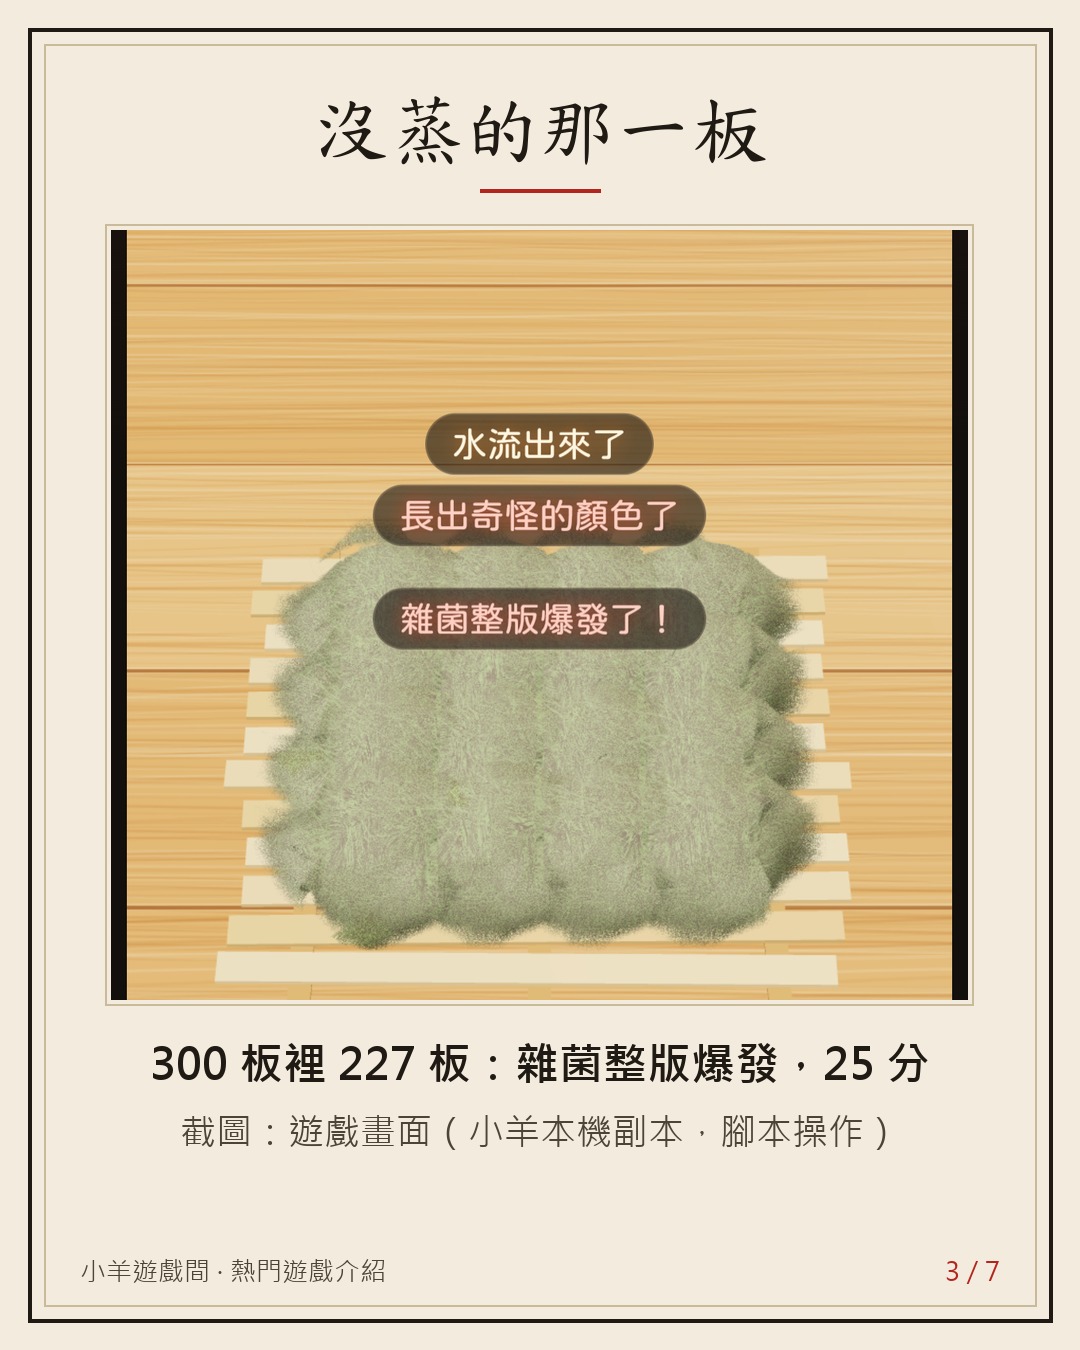 沒蒸的那一板
水流出來了
長出奇怪的顏色了
雜菌整版爆發了！
300 板裡 227 板：雜菌整版爆發，25 分
截圖：遊戲畫面（小羊本機副本，腳本操作）
小羊遊戲間 · 熱門遊戲介紹
3 / 7